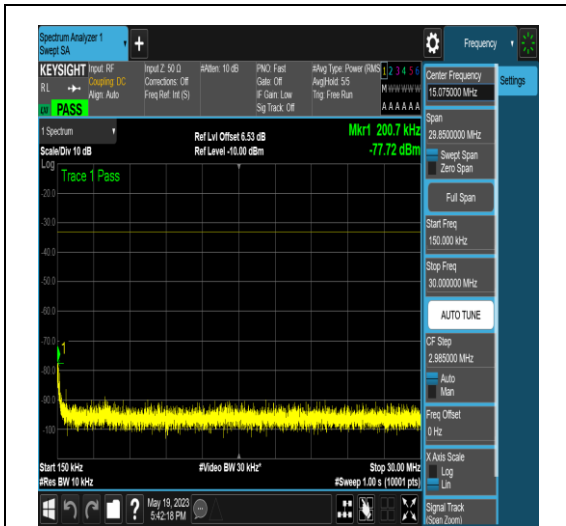 Spectrum Analyzer 1
Swept SA
+
Frequency
KEYSIGHT
RL
PASS
Input: RF
Coupling: DC
Align: Auto
Input Z: 50 Ω
Corrections: Off
Freq Ref: Int (S)
#Atten: 10 dB
PNO: Fast
Gate: Off
IF Gain: Low
Sig Track: Off
#Avg Type: Power (RMS
Avg|Hold: 5/5
Trig: Free Run
1 2 3 4 5 6
M W W W W W
A A A A A A
1 Spectrum
Scale/Div 10 dB
Ref Lvl Offset 6.53 dB
Ref Level -10.00 dBm
Mkr1 200.7 kHz
-77.72 dBm
Log
Trace 1 Pass
-20.0
-30.0
-40.0
-50.0
-60.0
-70.0
-80.0
-90.0
-100
1
Start 150 kHz
#Video BW 30 kHz*
Stop 30.00 MHz
#Res BW 10 kHz
#Sweep 1.00 s (10001 pts)
May 19, 2023
5:42:18 PM
?
Center Frequency
15.075000 MHz
Settings
Span
29.8500000 MHz
Swept Span
Zero Span
Full Span
Start Freq
150.000 kHz
Stop Freq
30.000000 MHz
AUTO TUNE
CF Step
2.985000 MHz
Auto
Man
Freq Offset
0 Hz
X Axis Scale
Log
Lin
Signal Track
(Span Zoom)